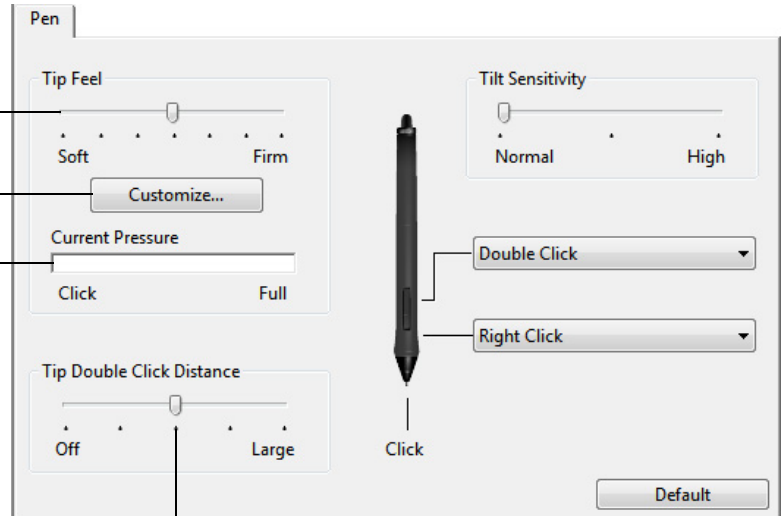 Pen
Tip Feel
Soft Firm
Customize...
Current Pressure
Click Full
Tip Double Click Distance
Off Large
Tilt Sensitivity
Normal High
Double Click
Right Click
Click
Default